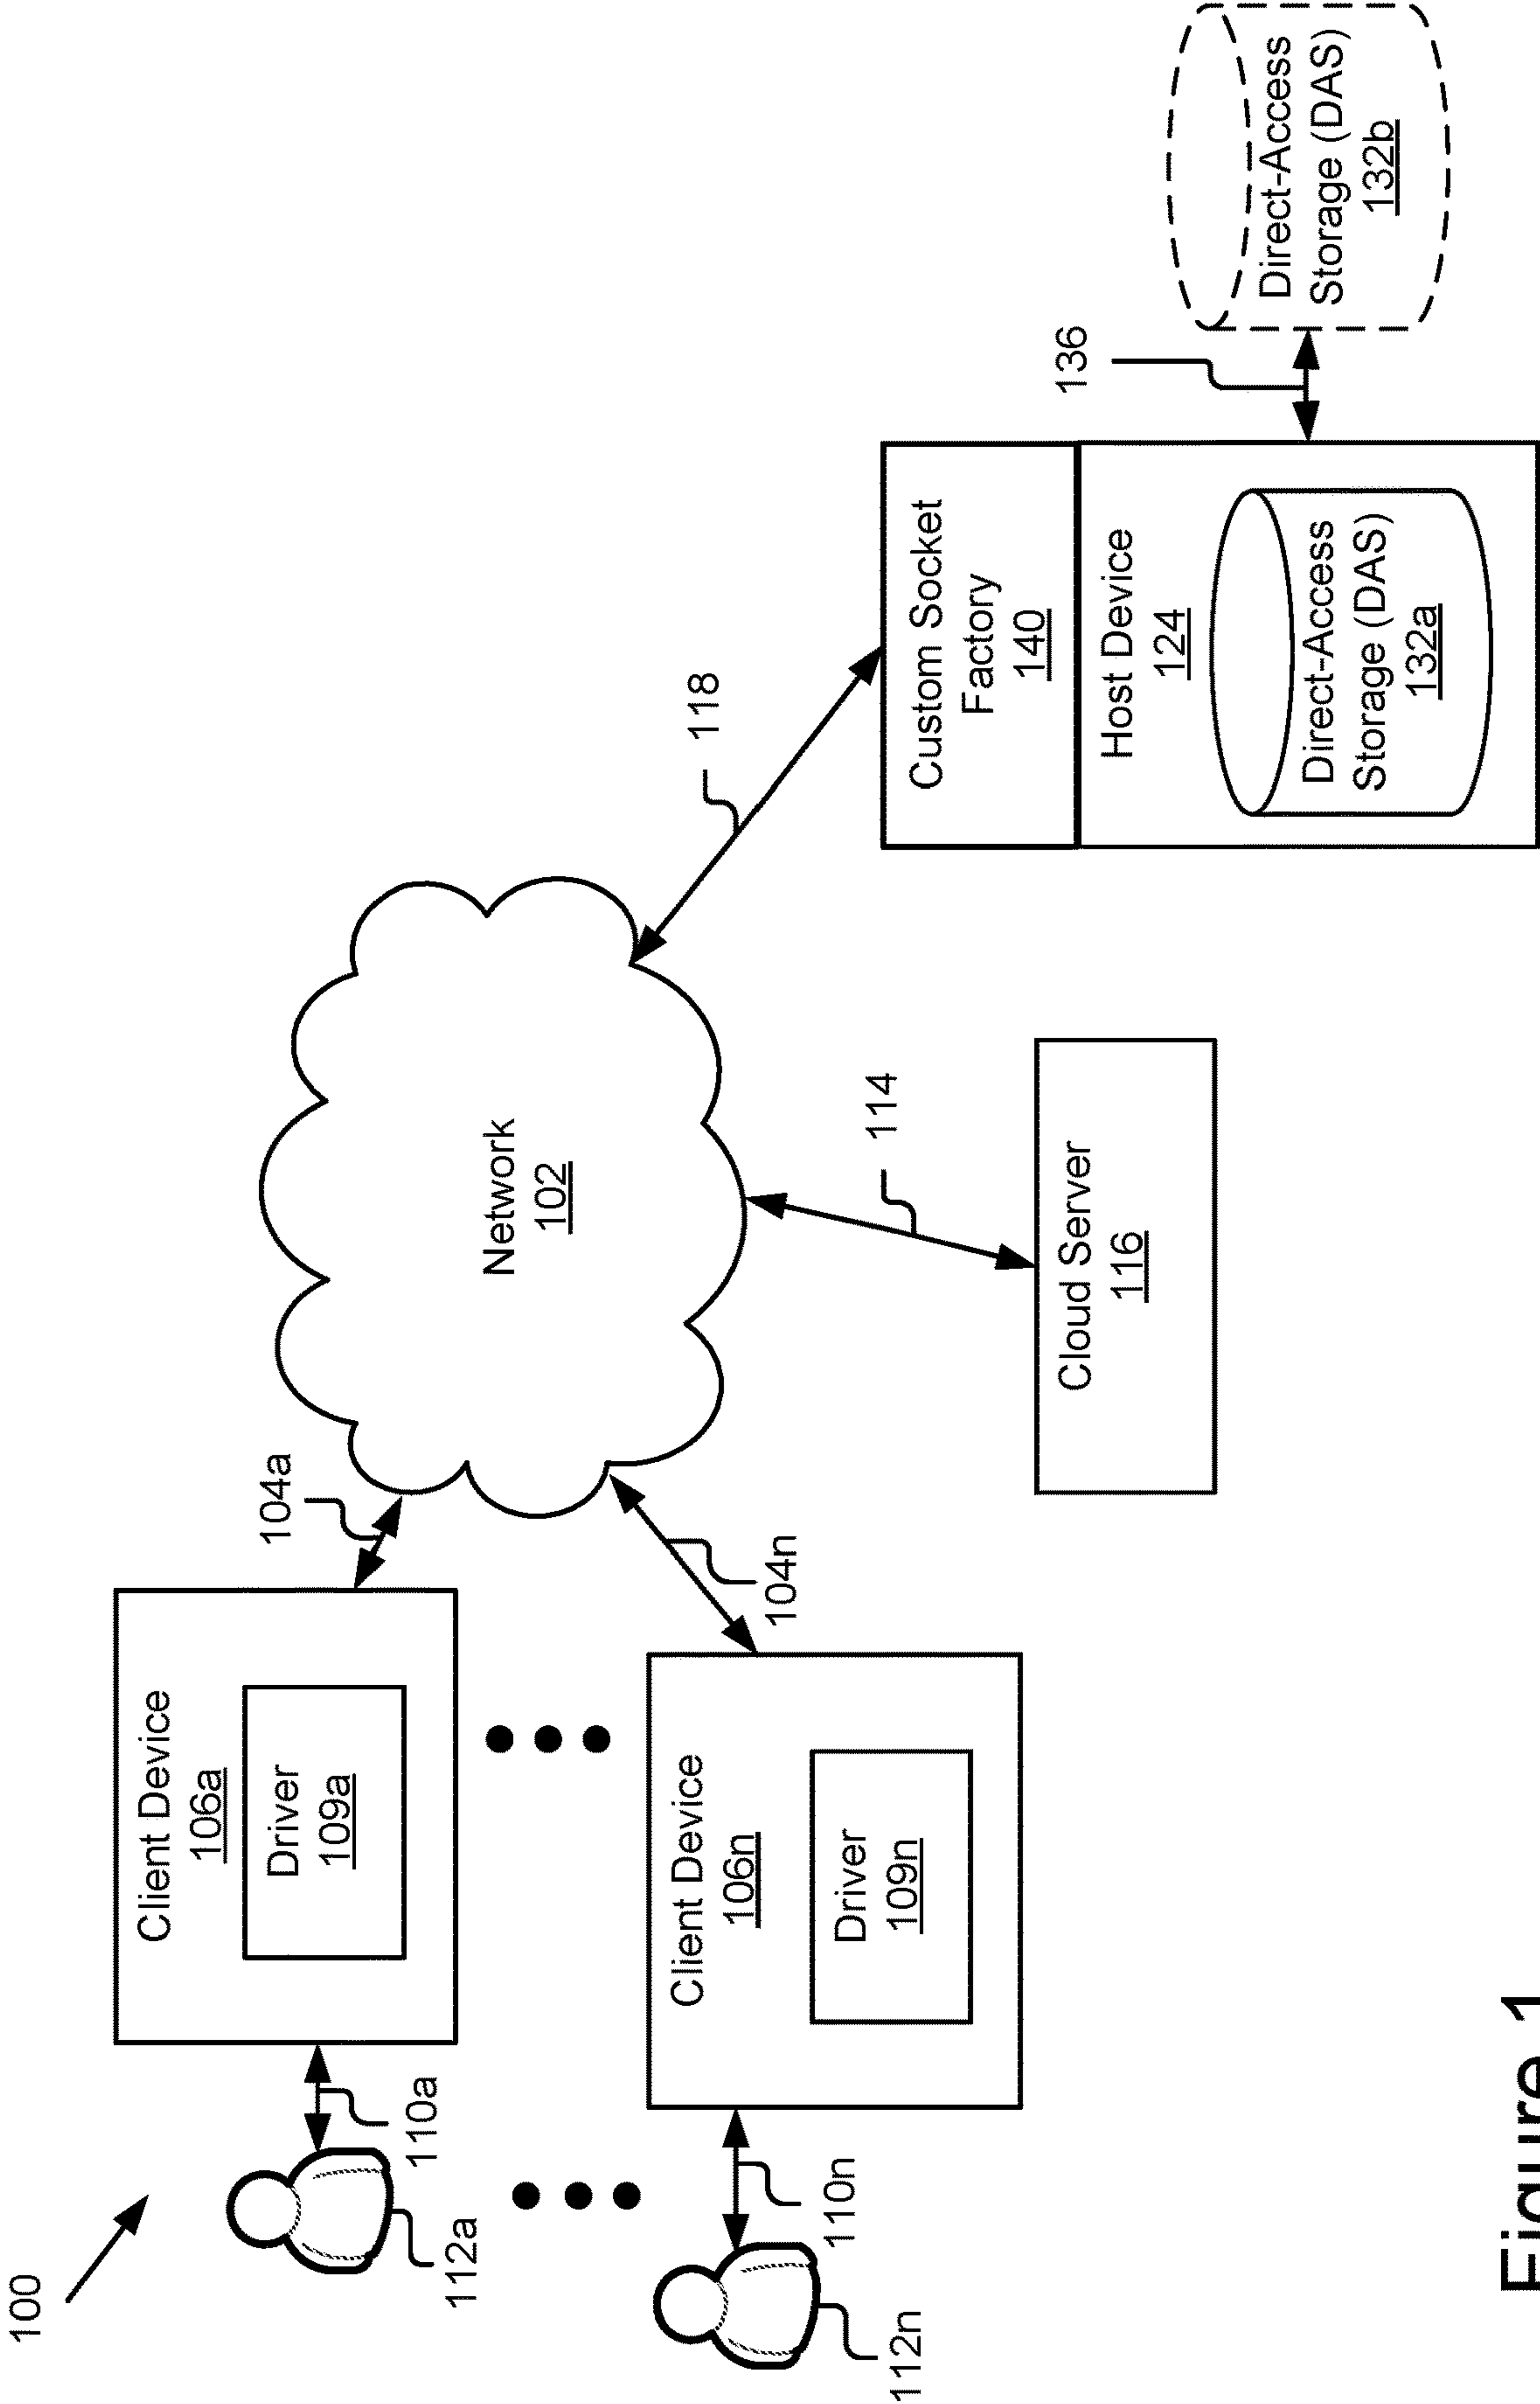 100
112a
110a
Client Device
106a
Driver
109a
104a
112n
110n
Client Device
106n
Driver
109n
104n
Network
102
114
Cloud Server
116
118
Custom Socket
Factory
140
Host Device
124
Direct-Access
Storage (DAS)
132a
136
Direct-Access
Storage (DAS)
132b
Figure 1